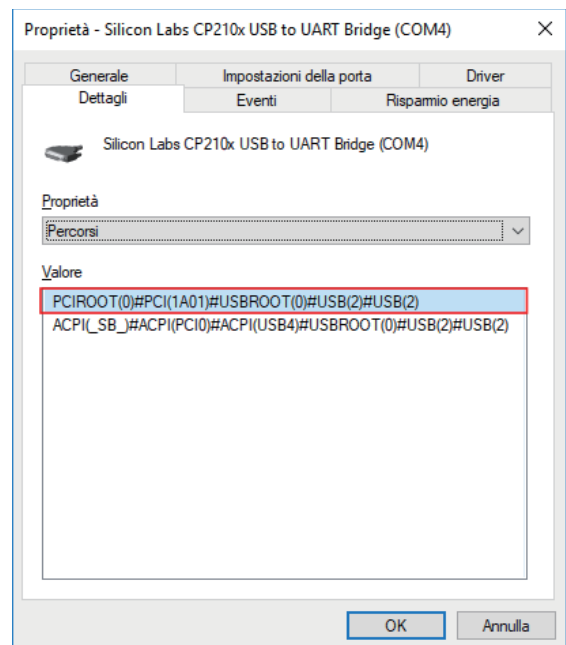 Proprietà - Silicon Labs CP210x USB to UART Bridge (COM4)
Generale Impostazioni della porta Driver
Dettagli Eventi Risparmio energia
Silicon Labs CP210x USB to UART Bridge (COM4)
Proprietà
Percorsi
Valore
PCIROOT(0)#PCI(1A01)#USBROOT(0)#USB(2)#USB(2)
ACPI(_SB_)#ACPI(PCI0)#ACPI(USB4)#USBROOT(0)#USB(2)#USB(2)
OK Annulla